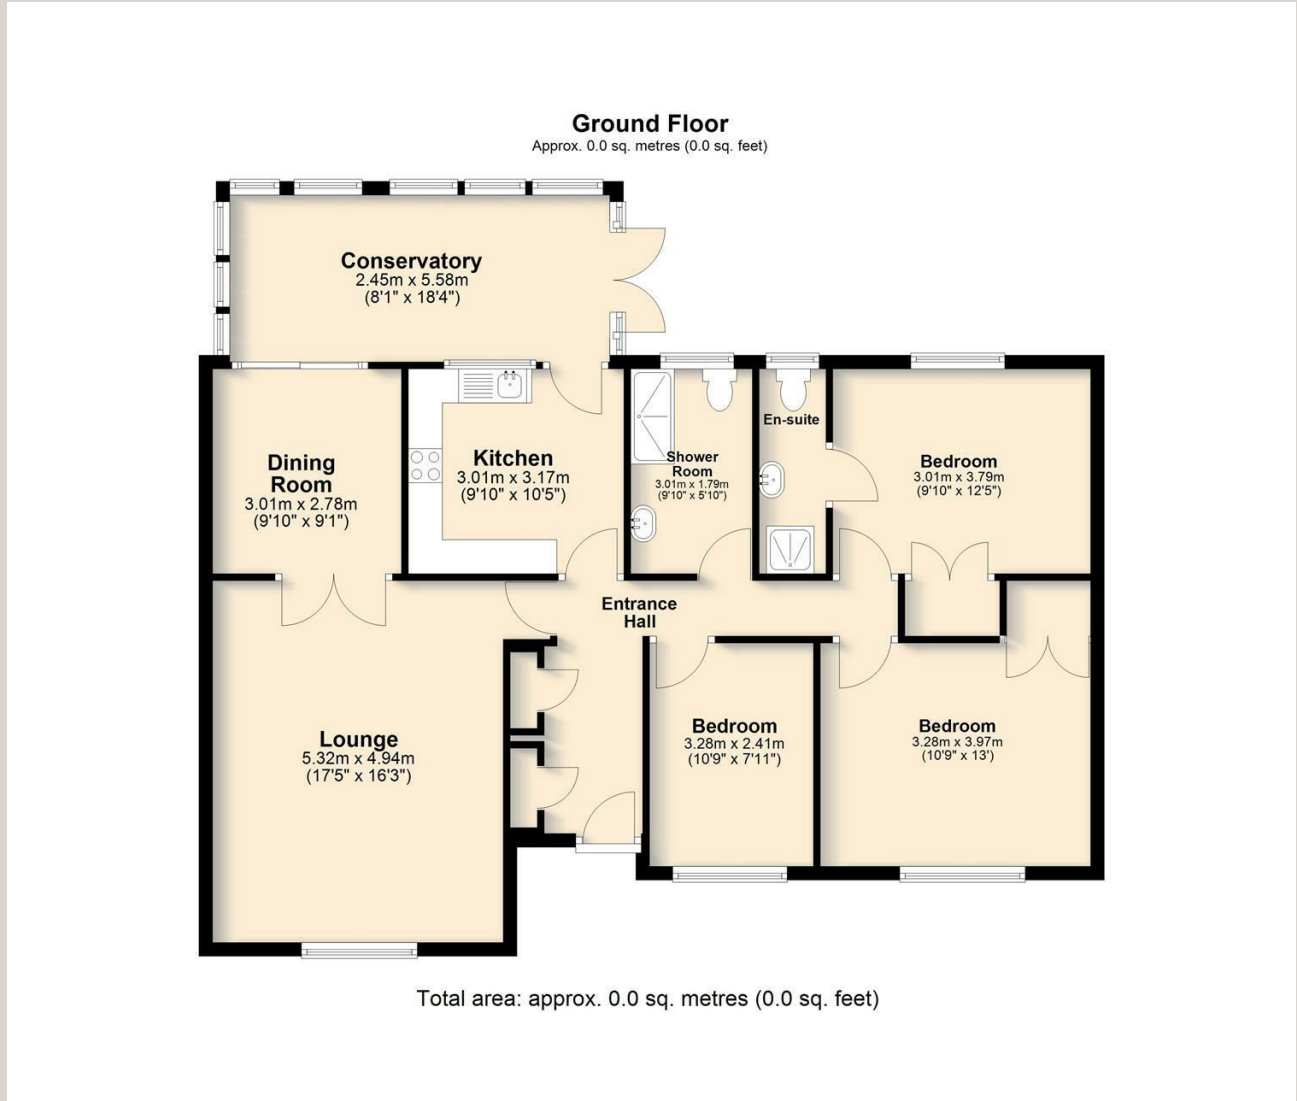 Ground Floor
Approx. 0.0 sq. metres (0.0 sq. feet)
Conservatory
2.45m x 5.58m
(8'1" x 18'4")
Dining
Room
3.01m x 2.78m
(9'10" x 9'1")
Kitchen
3.01m x 3.17m
(9'10" x 10'5")
Shower
Room
3.01m x 1.79m
(9'10" x 5'10")
En-suite
Bedroom
3.01m x 3.79m
(9'10" x 12'5")
Entrance
Hall
Lounge
5.32m x 4.94m
(17'5" x 16'3")
Bedroom
3.28m x 2.41m
(10'9" x 7'11")
Bedroom
3.28m x 3.97m
(10'9" x 13')
Total area: approx. 0.0 sq. metres (0.0 sq. feet)